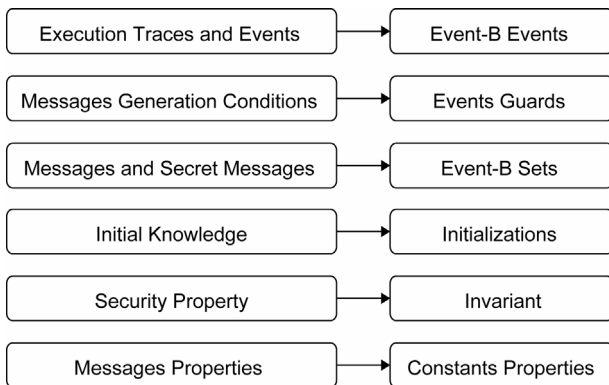 Execution Traces and Events
Event-B Events
Messages Generation Conditions
Events Guards
Messages and Secret Messages
Event-B Sets
Initial Knowledge
Initializations
Security Property
Invariant
Messages Properties
Constants Properties